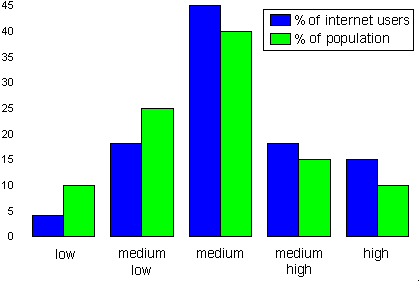 45
40
35
30
25
20
15
10
5
0
% of internet users
% of population
low
medium
low
medium
medium
high
high